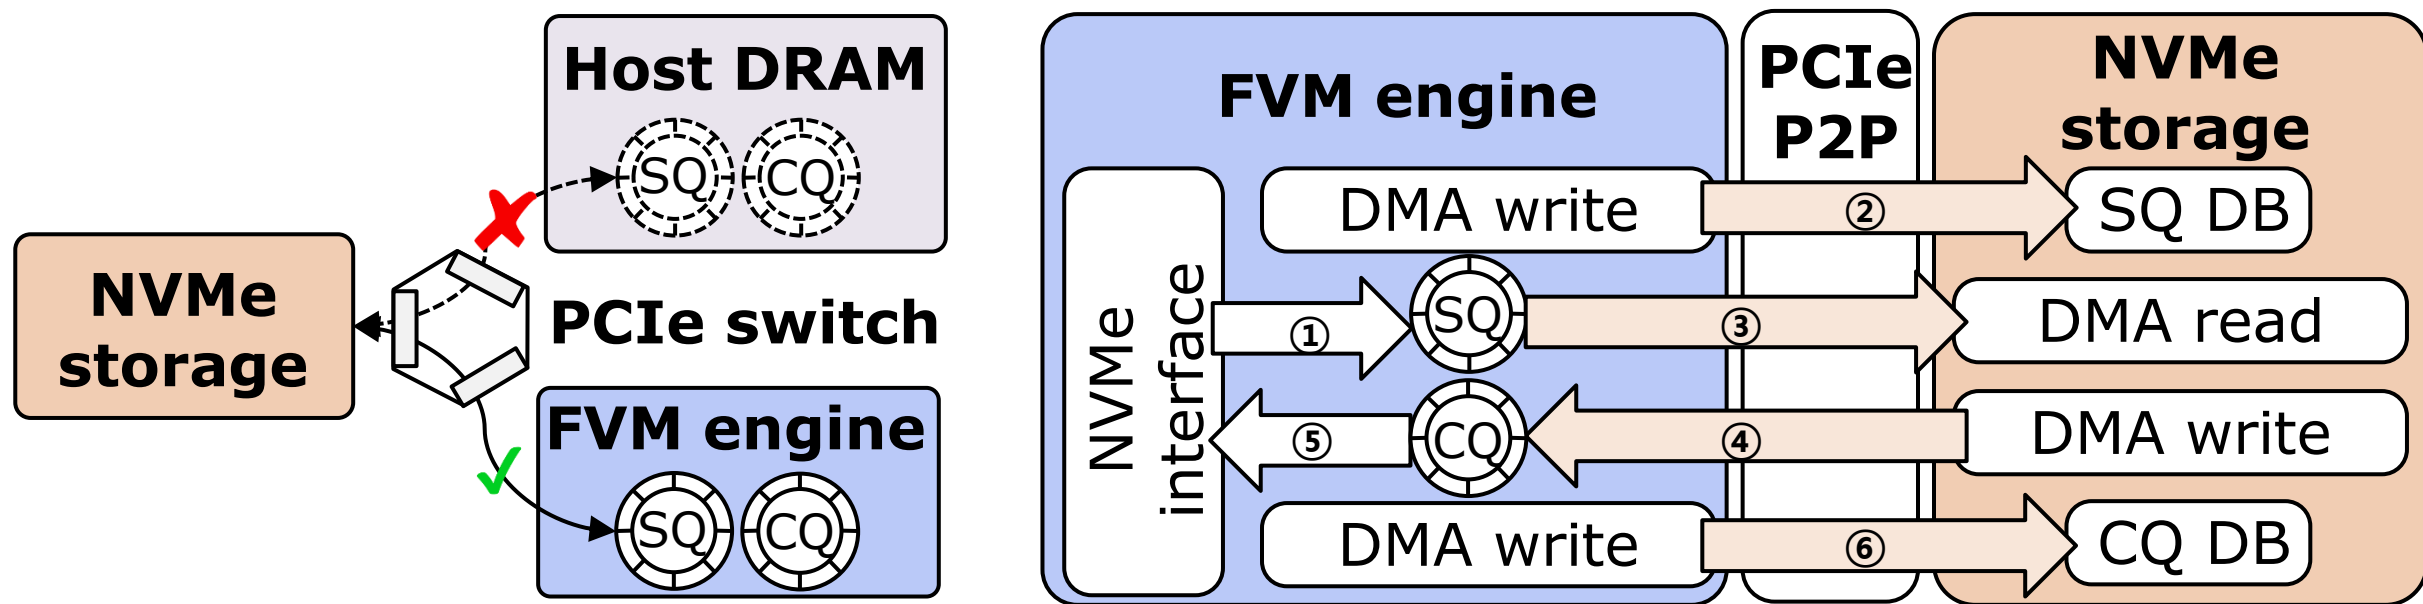 Host DRAM
SQ
CQ
NVMe
storage
PCIe switch
FVM engine
SQ
CQ
FVM engine
NVMe
interface
DMA write
SQ
CQ
DMA write
①
⑤
PCIe
P2P
②
③
④
⑥
NVMe
storage
SQ DB
DMA read
DMA write
CQ DB